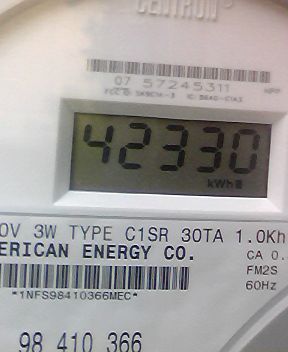 CENTRON®
07 57245311
42330
kWh
0V 3W TYPE C1SR 30TA 1.0Kh
ERICAN ENERGY CO.
CA 0.
FM2S
60Hz
*1NFS98410366MEC*
98 410 366